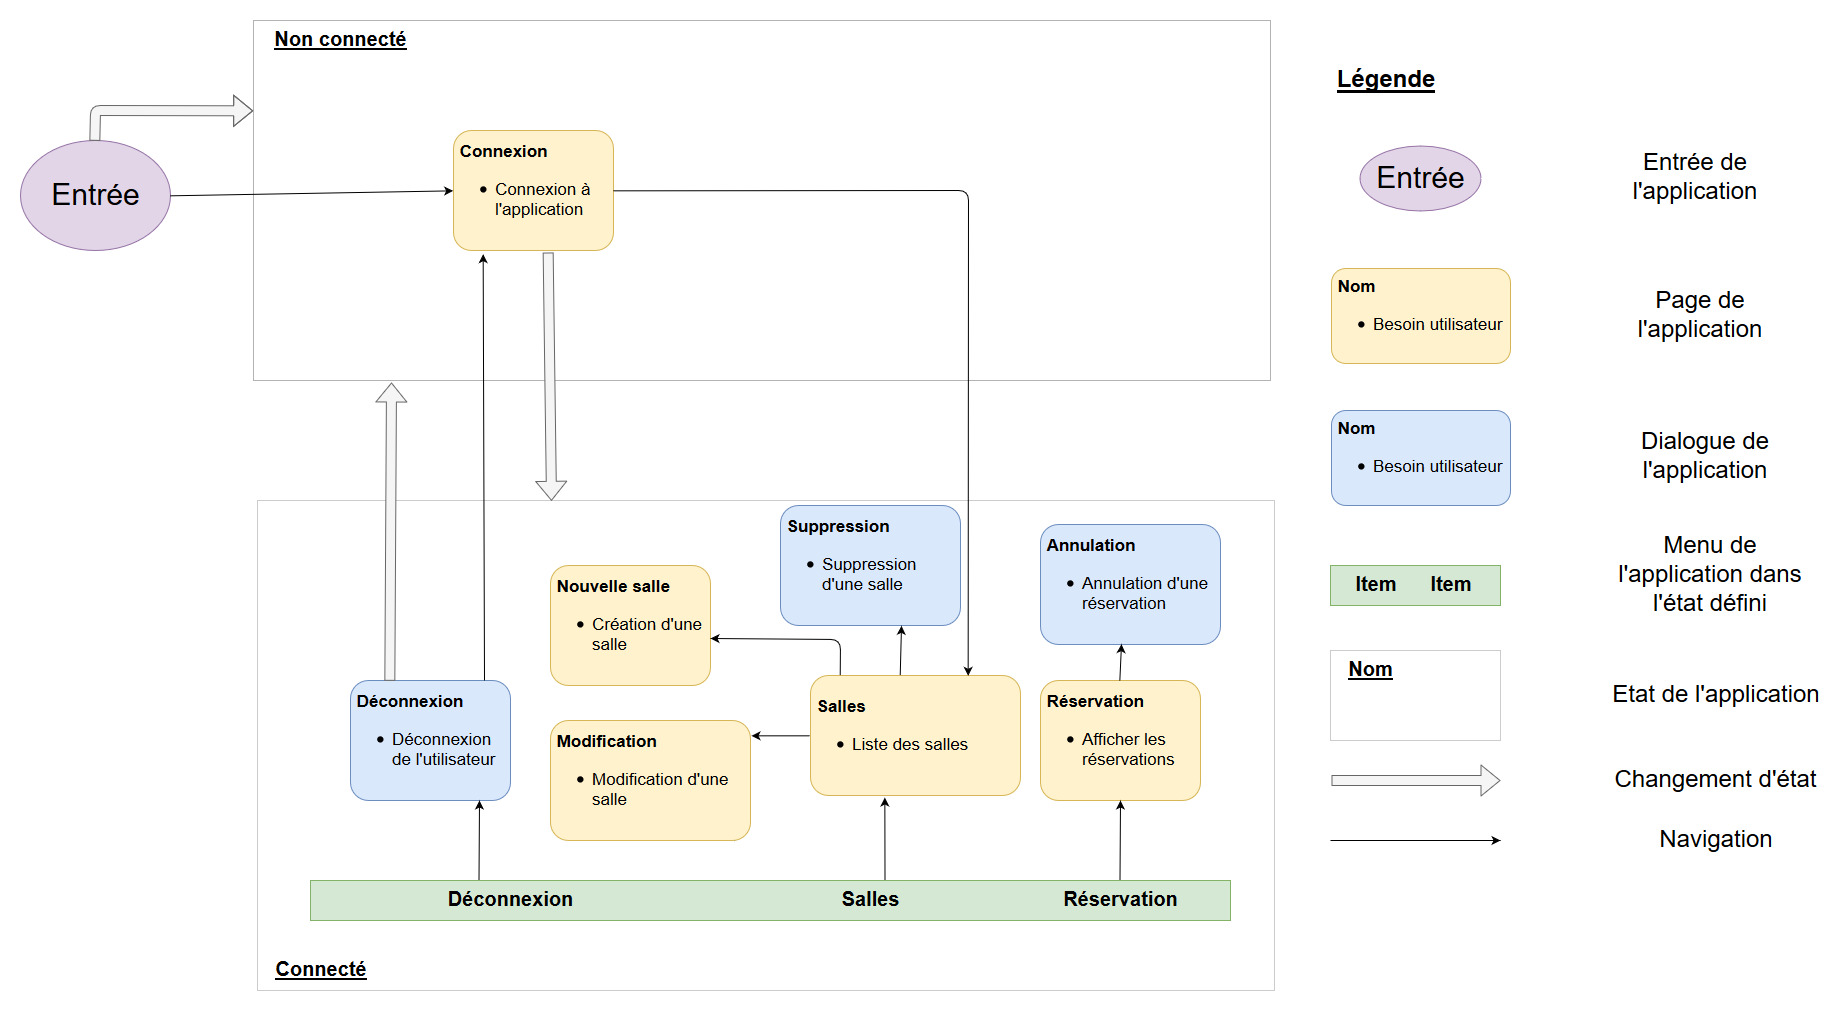 Non connecté
Entrée
Connexion
Connexion à
l'application
Suppression
Suppression
d'une salle
Annulation
Annulation d'une
réservation
Nouvelle salle
Création d'une
salle
Déconnexion
Déconnexion
de l'utilisateur
Modification
Modification d'une
salle
Salles
Liste des salles
Réservation
Afficher les
réservations
Déconnexion Salles Réservation
Connecté
Légende
Entrée
Entrée de
l'application
Nom
Besoin utilisateur
Page de
l'application
Nom
Besoin utilisateur
Dialogue de
l'application
Item Item
Menu de
l'application dans
l'état défini
Nom
Etat de l'application
Changement d'état
Navigation